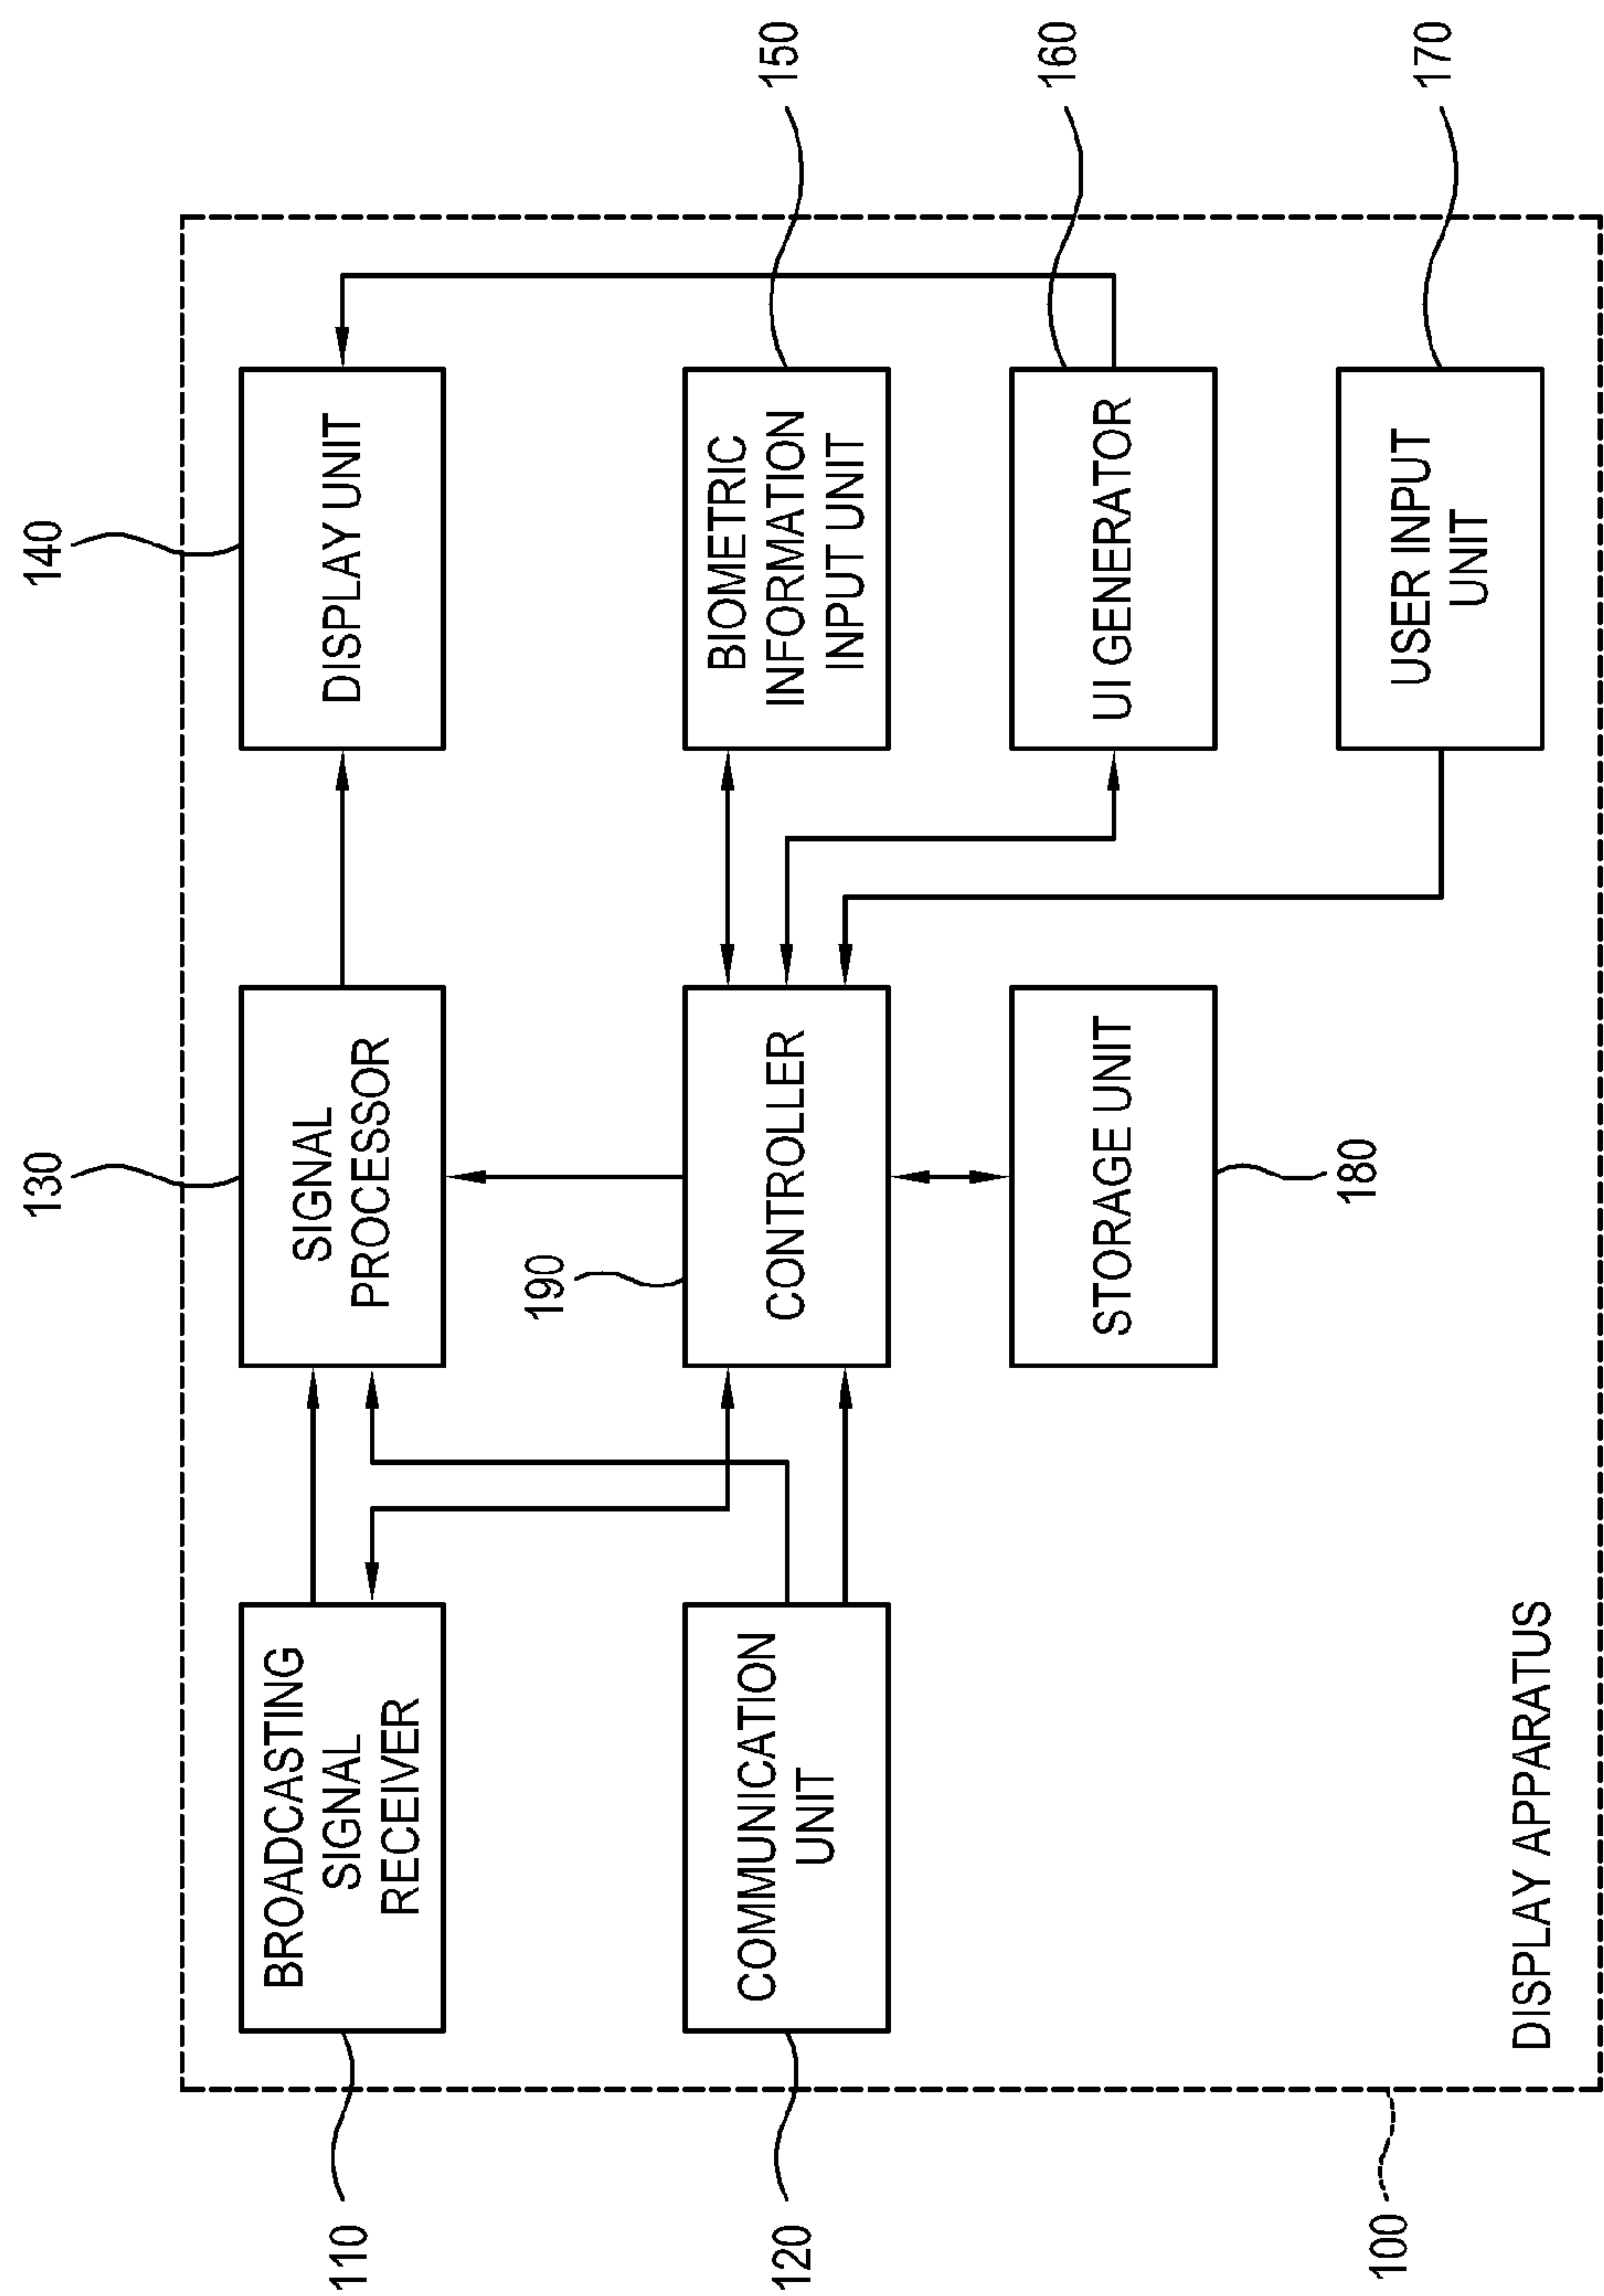 130
140
BROADCASTING
SIGNAL
RECEIVER
SIGNAL
PROCESSOR
DISPLAY UNIT
110
190
150
COMMUNICATION
UNIT
CONTROLLER
BIOMETRIC
INFORMATION
INPUT UNIT
120
160
STORAGE UNIT
UI GENERATOR
180
170
USER INPUT
UNIT
100
DISPLAY APPARATUS